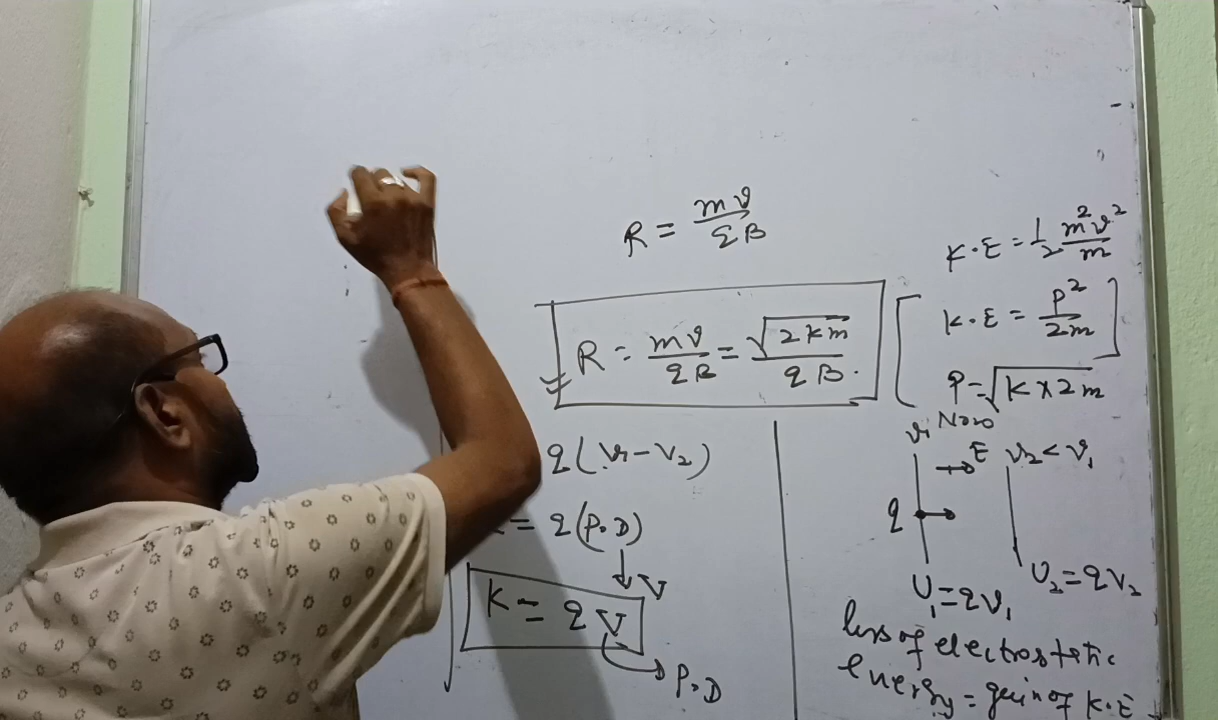 R = mv/qB
R = mv/qB = √2km/qB.
q(V1-V2)
= q(P.D)
V
K = qV
P.D
K.E = 1/2 m²v²/m
K.E = P²/2m
P = √K×2m
Now
V1
E V2 < V1
q
U1 = qV1
U2 = qV2
loss of electrostatic
energy = gain of K.E